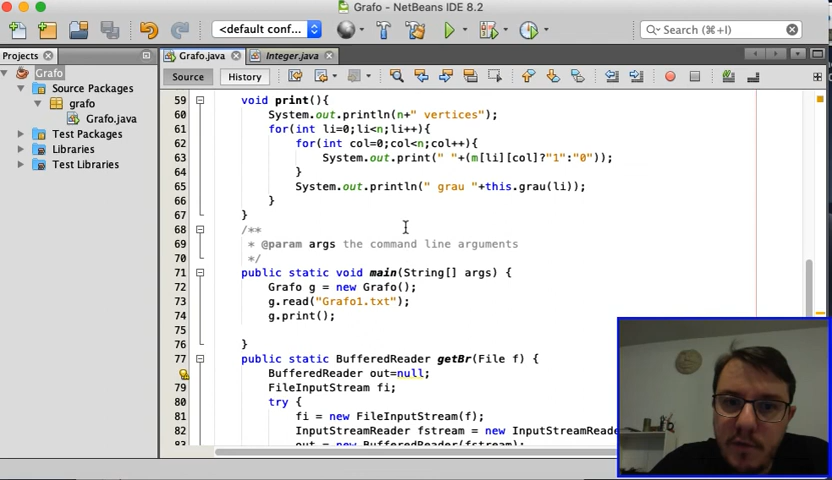 Grafo - NetBeans IDE 8.2
<default conf...
Search (⌘+I)
Projects
Grafo.java
Integer.java
Grafo
Source Packages
grafo
Grafo.java
Test Packages
Libraries
Test Libraries
Source
History
59 void print(){
60 System.out.println(n+" vertices");
61 for(int li=0;li<n;li++){
62 for(int col=0;col<n;col++){
63 System.out.print(" "+(m[li][col]?"1":"0"));
64 }
65 System.out.println(" grau "+this.grau(li));
66 }
67 }
68 /**
69 * @param args the command line arguments
70 */
71 public static void main(String[] args) {
72 Grafo g = new Grafo();
73 g.read("Grafo1.txt");
74 g.print();
75
76 }
77 public static BufferedReader getBr(File f) {
BufferedReader out=null;
79 FileInputStream fi;
80 try {
81 fi = new FileInputStream(f);
82 InputStreamReader fstream = new InputStreamReade
83 out = new BufferedReader(fstream);